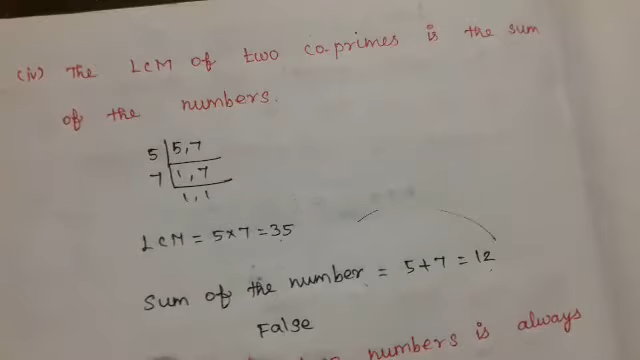 (iv) The LCM of two co-primes is the sum
of the numbers.
5 | 5, 7
7 | 1, 7
1, 1
LCM = 5×7 = 35
Sum of the number = 5+7 = 12
False
numbers is always